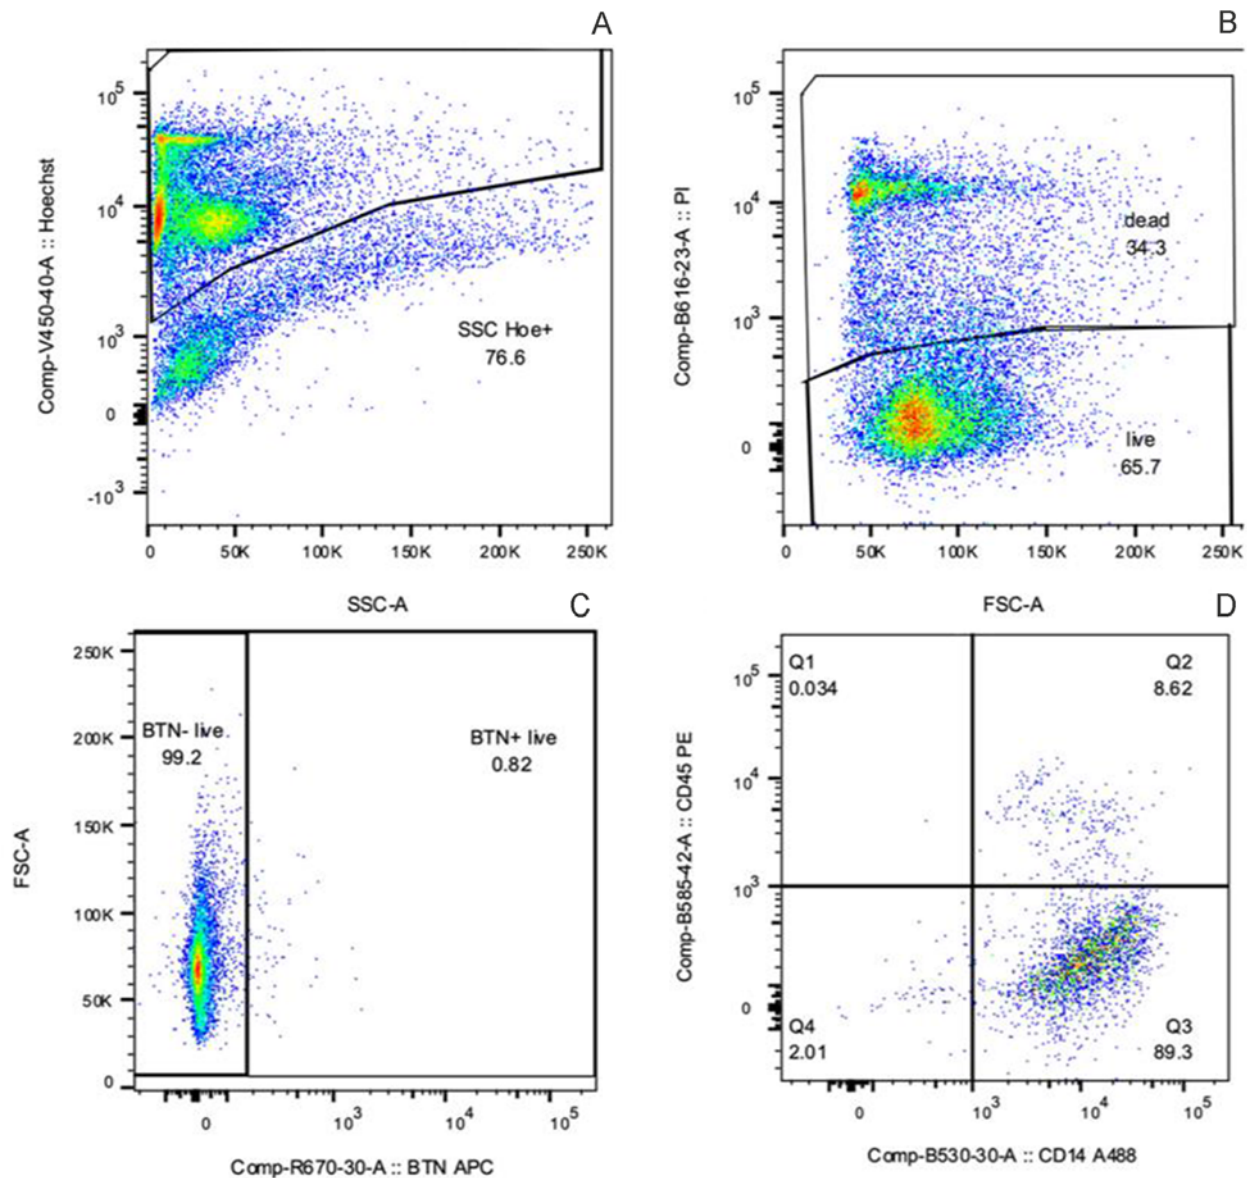 A
10^5
10^4
10^3
0
-10^3
Comp-V450-40-A :: Hoechst
SSC Hoe+
76.6
0 50K 100K 150K 200K 250K
SSC-A
B
10^5
10^4
10^3
0
Comp-B616-23-A :: PI
dead
34.3
live
65.7
0 50K 100K 150K 200K 250K
FSC-A
C
250K
200K
150K
100K
50K
0
FSC-A
BTN- live
99.2
BTN+ live
0.82
0 10^3 10^4 10^5
Comp-R670-30-A :: BTN APC
D
10^5
10^4
10^3
0
Comp-B585-42-A :: CD45 PE
Q1
0.034
Q2
8.62
Q4
2.01
Q3
89.3
0 10^3 10^4 10^5
Comp-B530-30-A :: CD14 A488